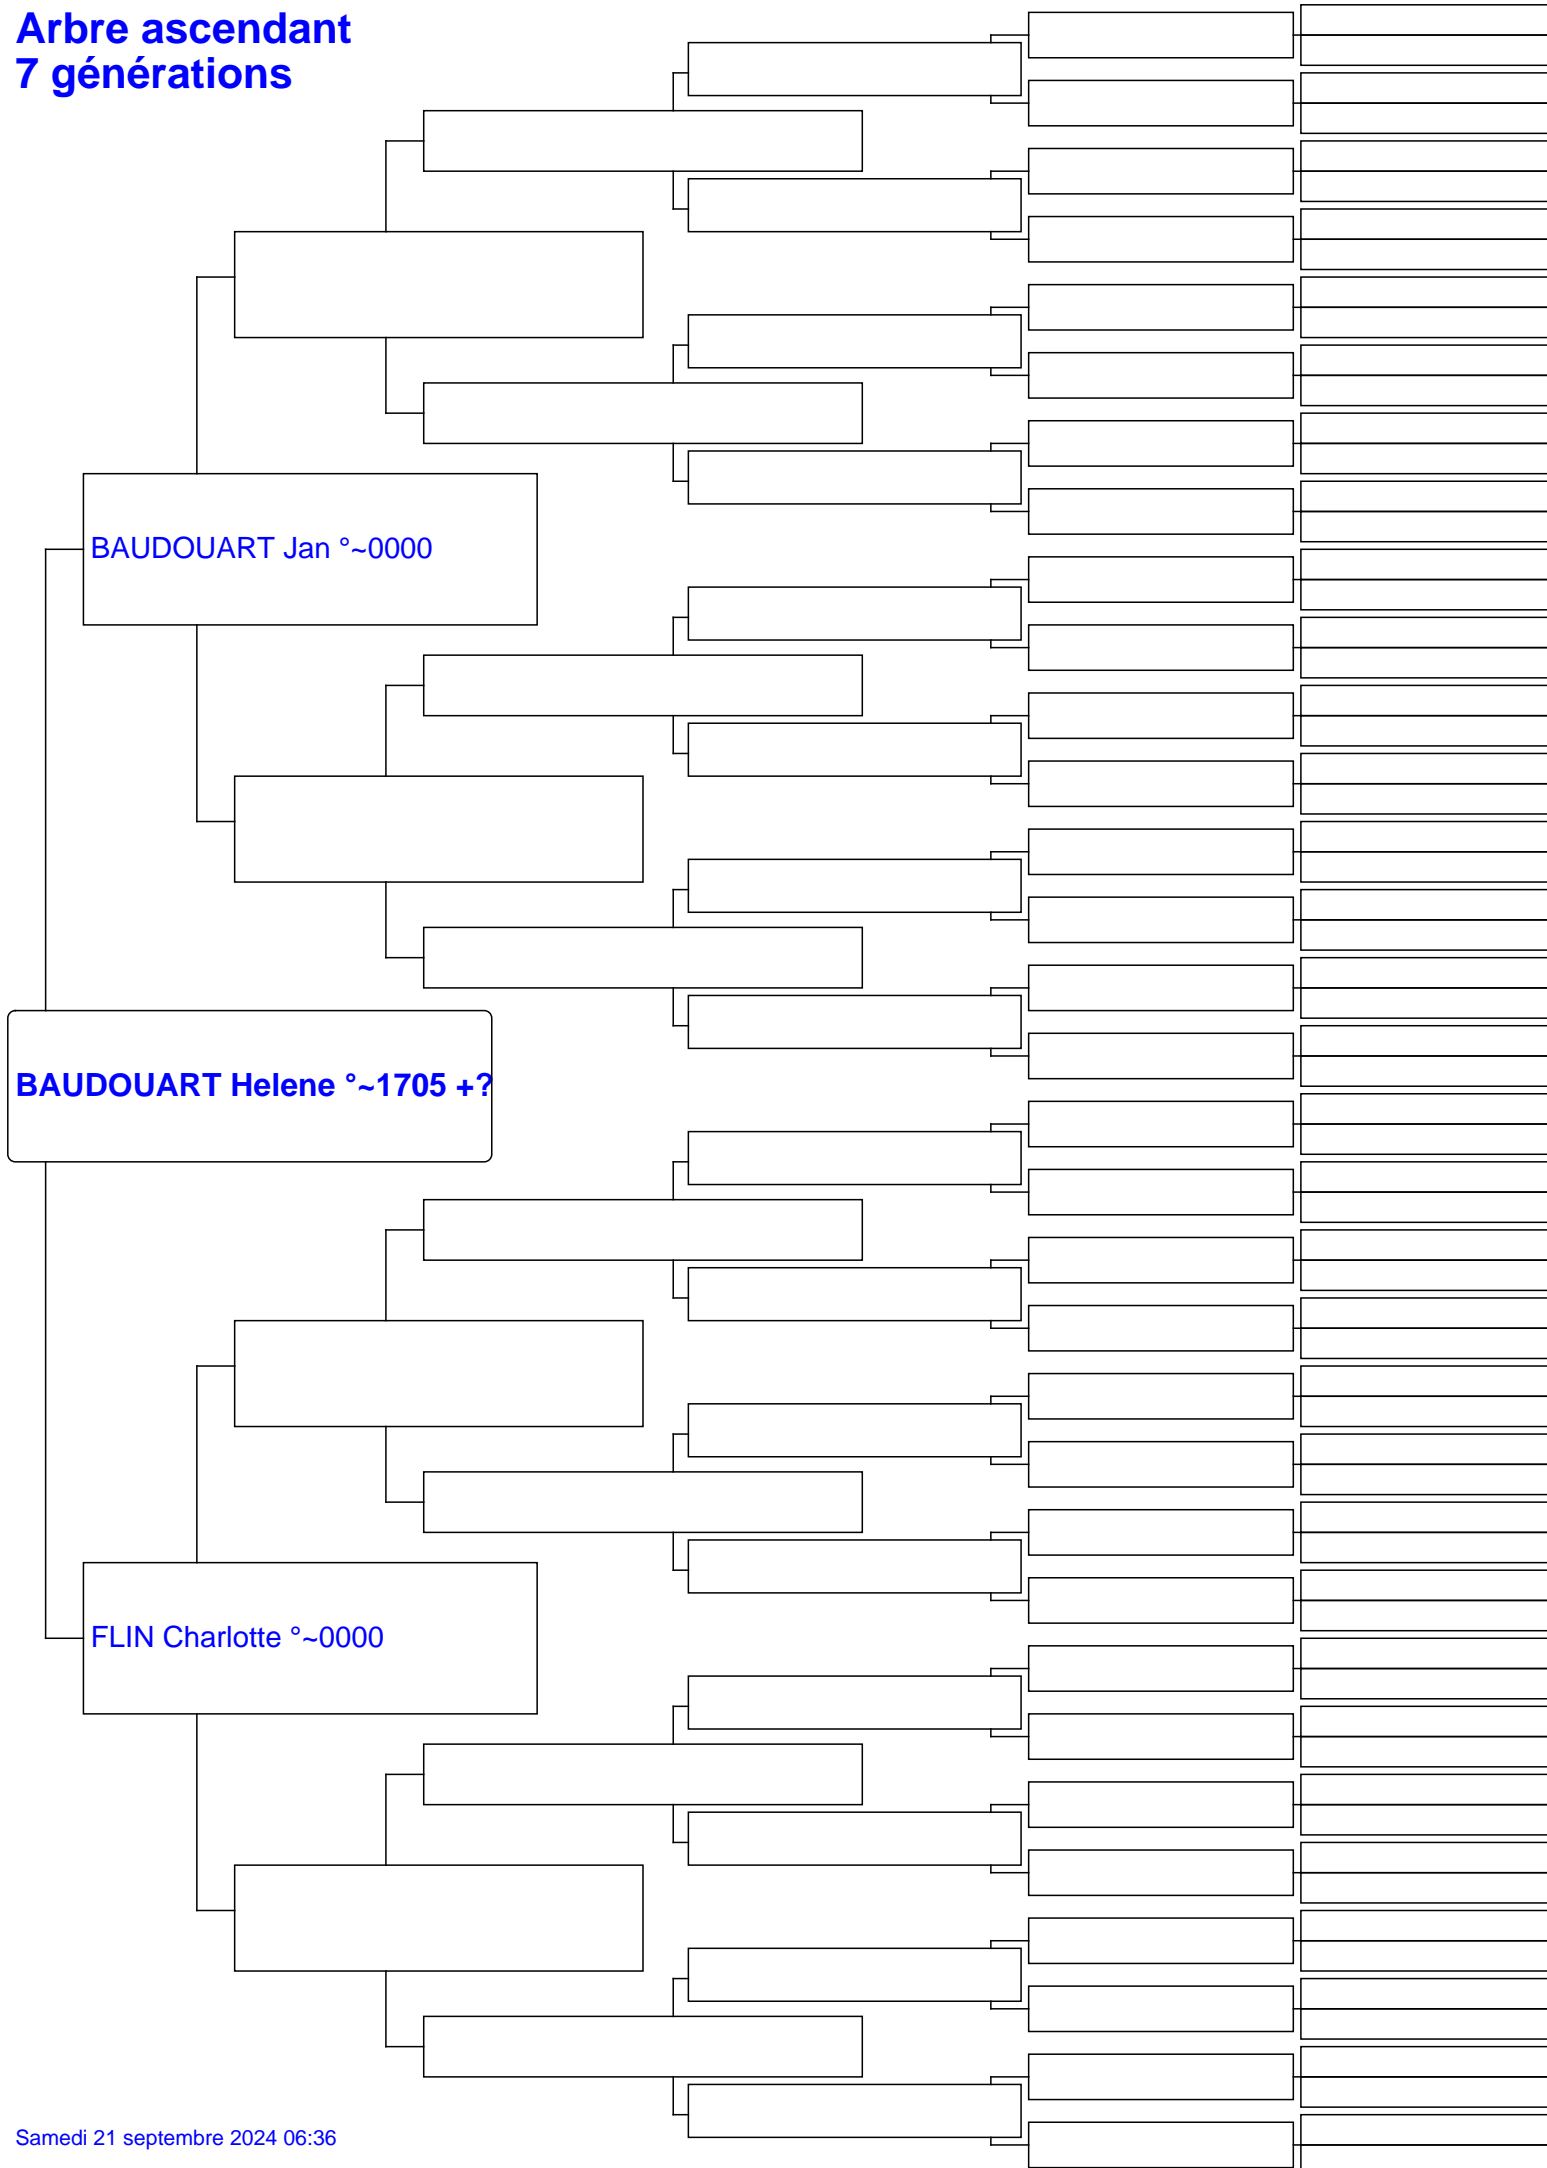 Arbre ascendant
7 générations
BAUDOUART Jan °~0000
BAUDOUART Helene °~1705 +?
FLIN Charlotte °~0000
Samedi 21 septembre 2024 06:36